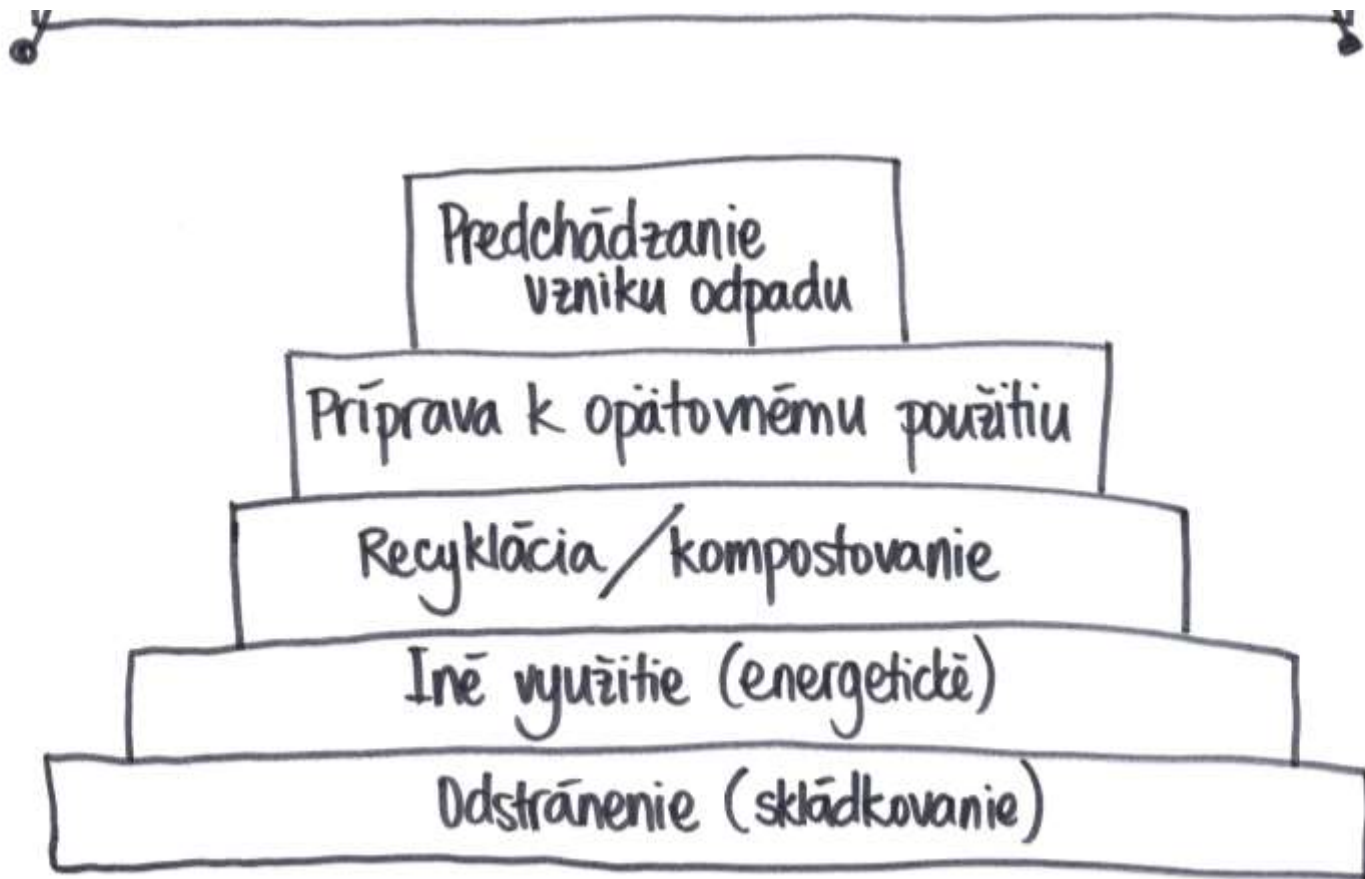 Predchádzanie
vzniku odpadu
Príprava k opätovnému použitiu
Recyklácia/kompostovanie
Iné využitie (energetické)
Odstránenie (skládkovanie)